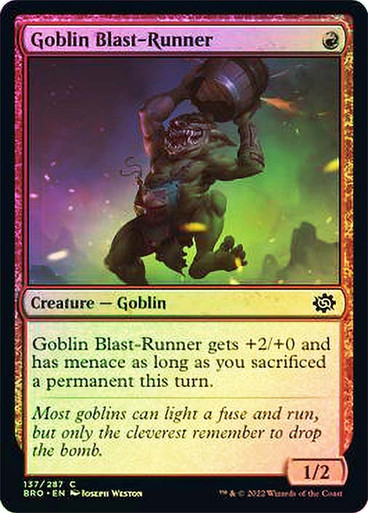 Goblin Blast-Runner
Creature — Goblin
Goblin Blast-Runner gets +2/+0 and
has menace as long as you sacrificed
a permanent this turn.
Most goblins can light a fuse and run,
but only the cleverest remember to drop
the bomb.
1/2
137/287 C
BRO • EN Joseph Weston
™ & © 2022 Wizards of the Coast